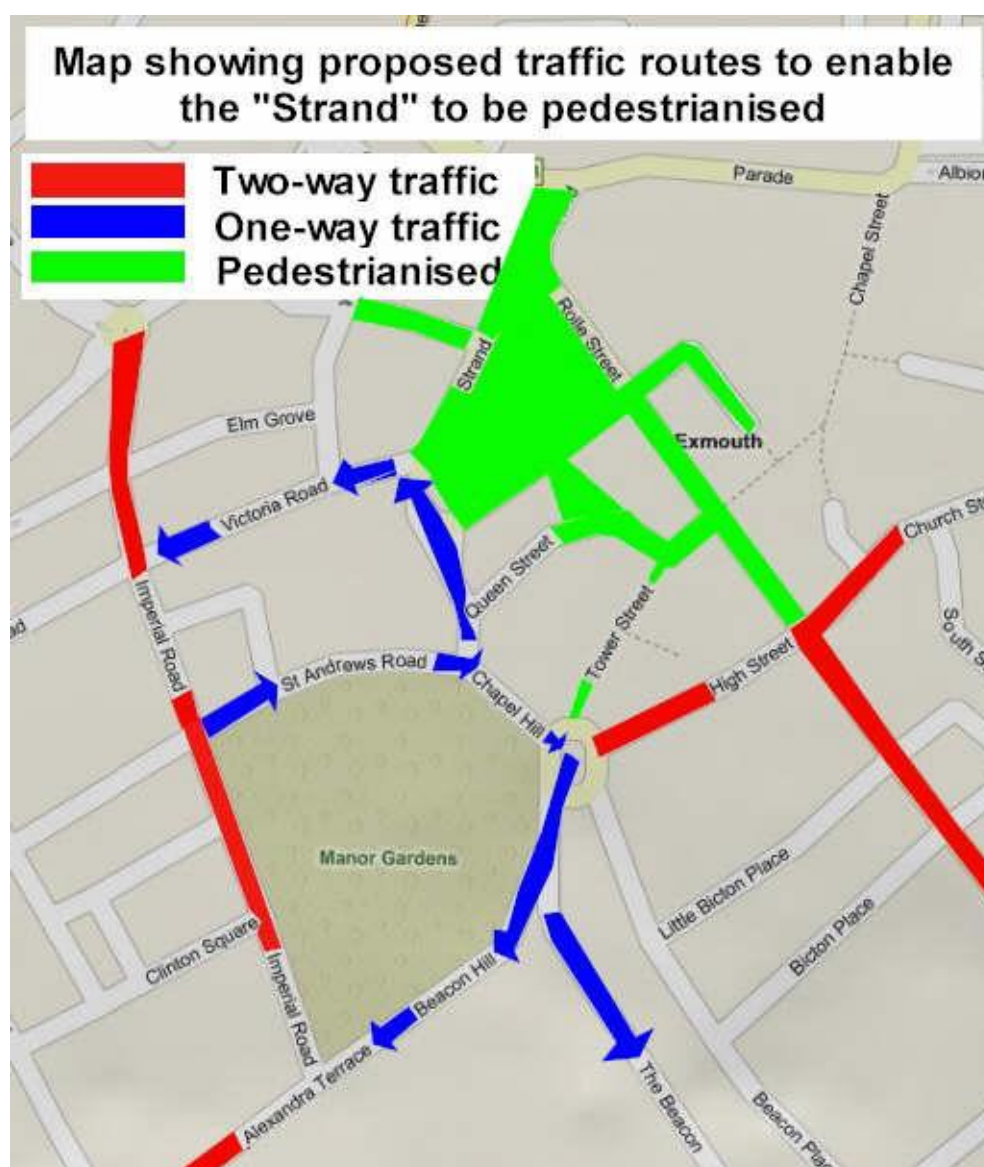 Map showing proposed traffic routes to enable
the "Strand" to be pedestrianised
Two-way traffic
One-way traffic
Pedestrianised
Parade
Albion
Chapel Street
Rolle Street
Strand
Elm Grove
Exmouth
Victoria Road
Church St
Queen Street
Imperial Road
Tower Street
South S
St Andrews Road
High Street
Chapel Hill
Manor Gardens
Little Bicton Place
Bicton Place
Clinton Square
Imperial Road
Beacon Hill
Alexandra Terrace
The Beacon
Beacon Pla